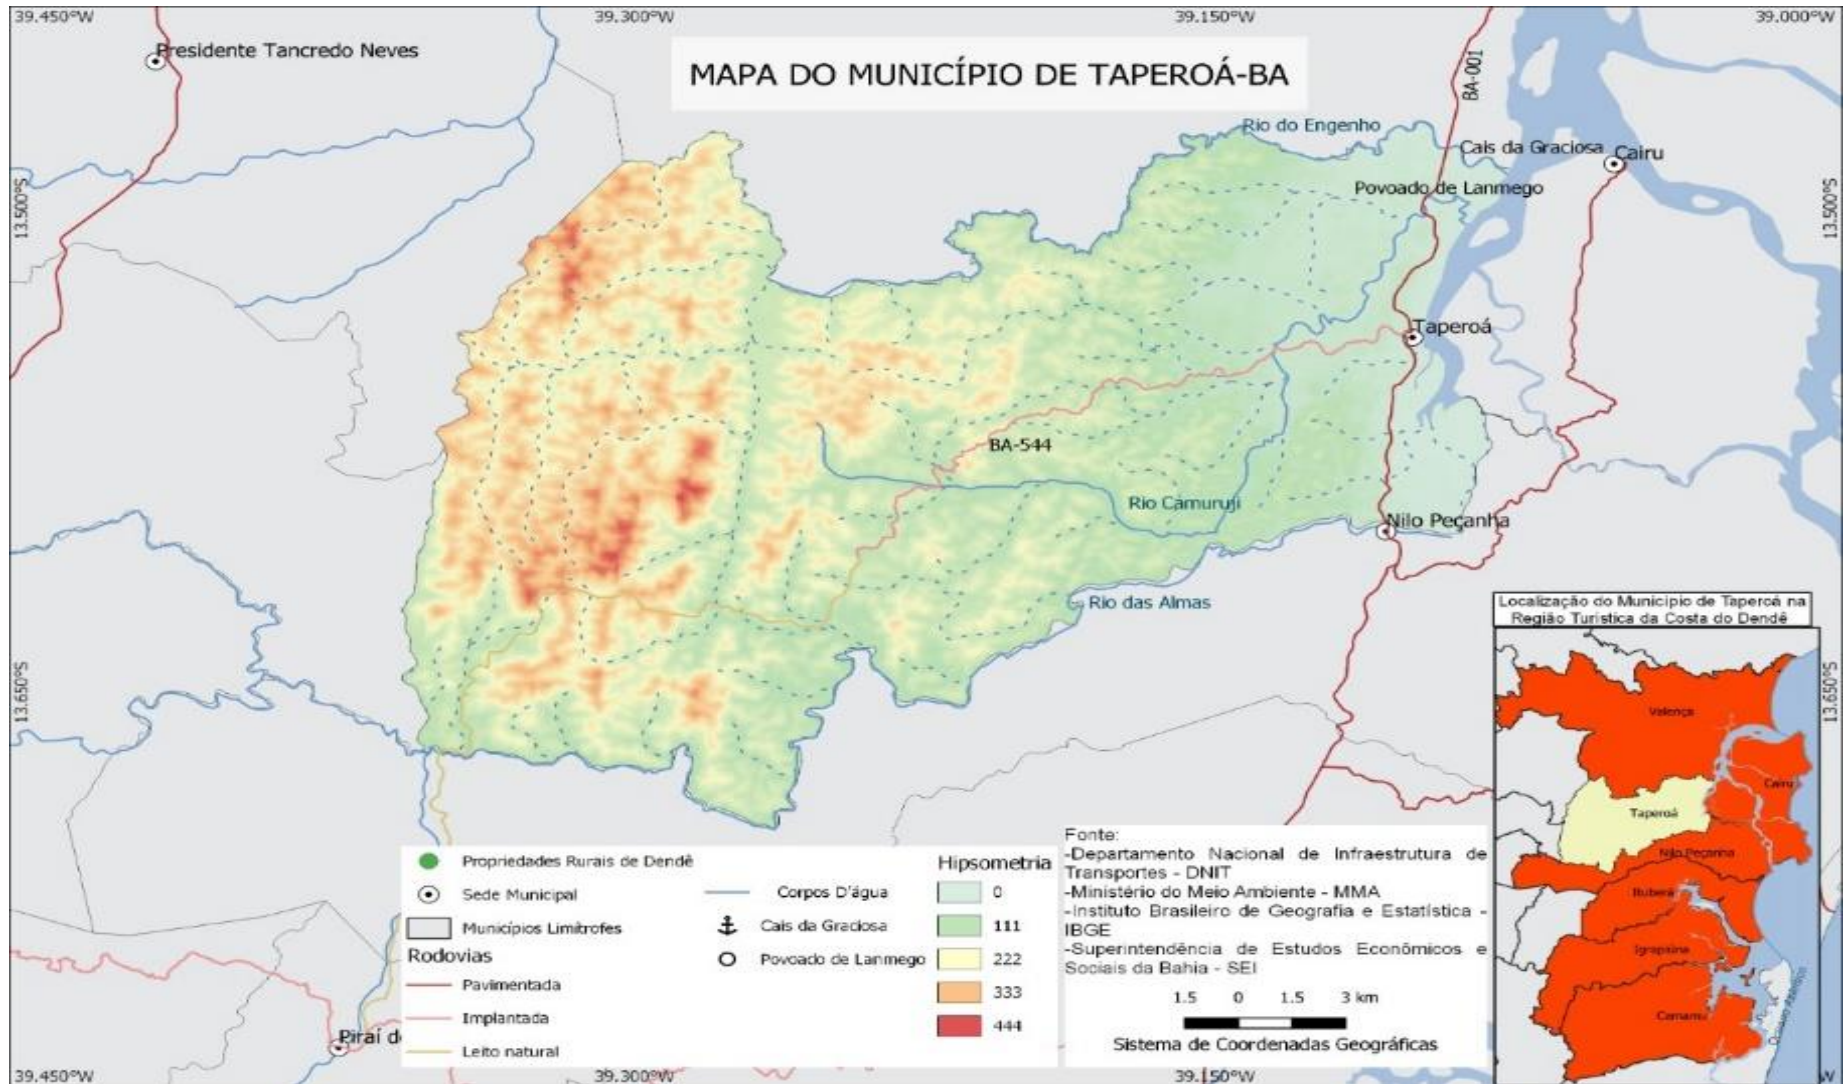 39.450°W
39.300°W
39.150°W
39.000°W
Presidente Tancredo Neves
MAPA DO MUNICÍPIO DE TAPEROÁ-BA
BA-001
Rio do Engenho
Cais da Graciosa
Cairu
Povoado de Lanmego
13.500°S
13.500°S
Taperoá
BA-544
Rio Camuruji
Nilo Peçanha
Rio das Almas
13.650°S
13.650°S
Localização do Municipio de Taperoá na
Região Turística da Costa do Dendê
Valença
Cairu
Taperoá
Nilo Peçanha
Ituberá
Igrapiúna
Camamu
Propriedades Rurais de Dendê
Sede Municipal
Municípios Limítrofes
Rodovias
Pavimentada
Implantada
Leito natural
Corpos D'água
Cais da Graciosa
Povoado de Lanmego
Hipsometria
0
111
222
333
444
Fonte:
-Departamento Nacional de Infraestrutura de
Transportes - DNIT
-Ministério do Meio Ambiente - MMA
-Instituto Brasileiro de Geografia e Estatística -
IBGE
-Superintendência de Estudos Econômicos e
Sociais da Bahia - SEI
1.5 0 1.5 3 km
Sistema de Coordenadas Geográficas
Piraí d
39.450°W
39.300°W
39.150°W
W